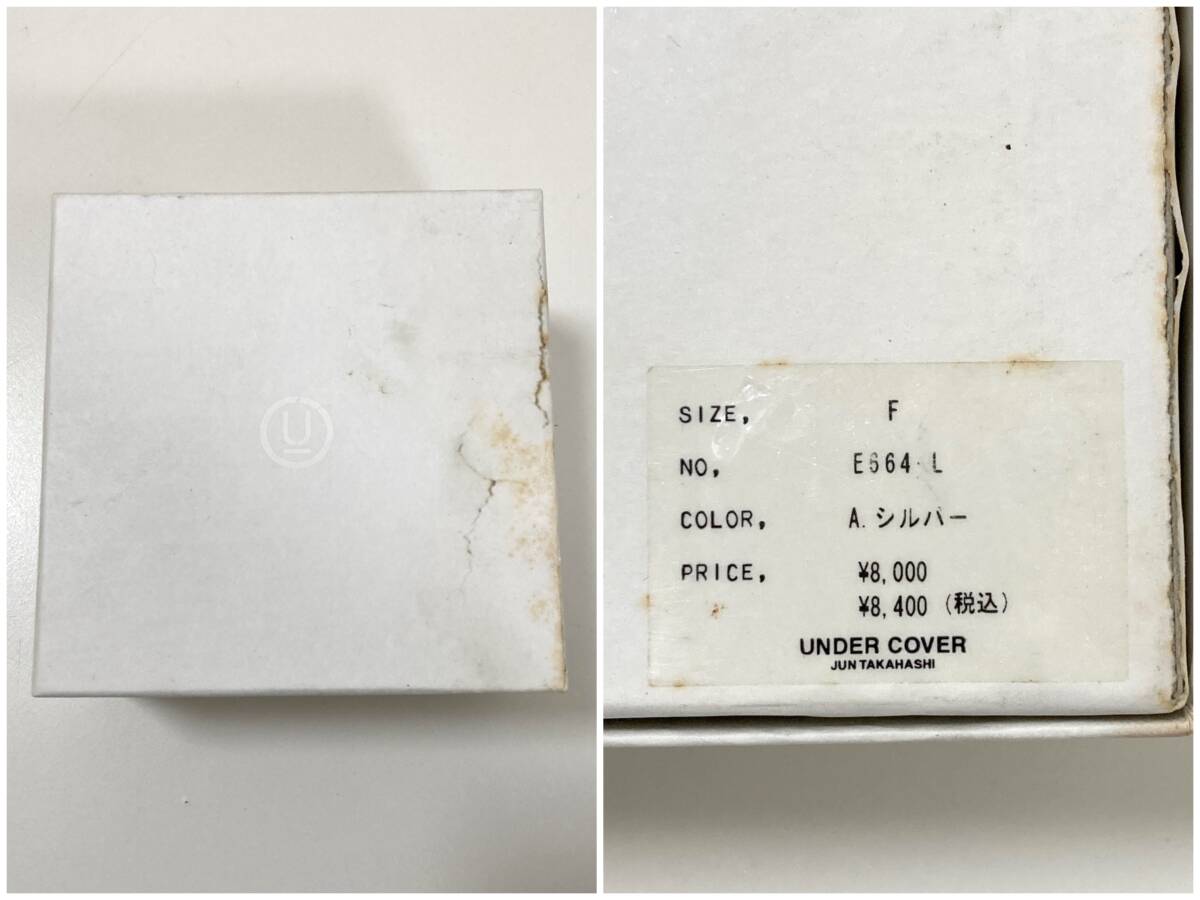 U
SIZE, F
NO, E664-L
COLOR, A. シルバー
PRICE, ¥8,000
¥8,400 (税込)
UNDER COVER
JUN TAKAHASHI